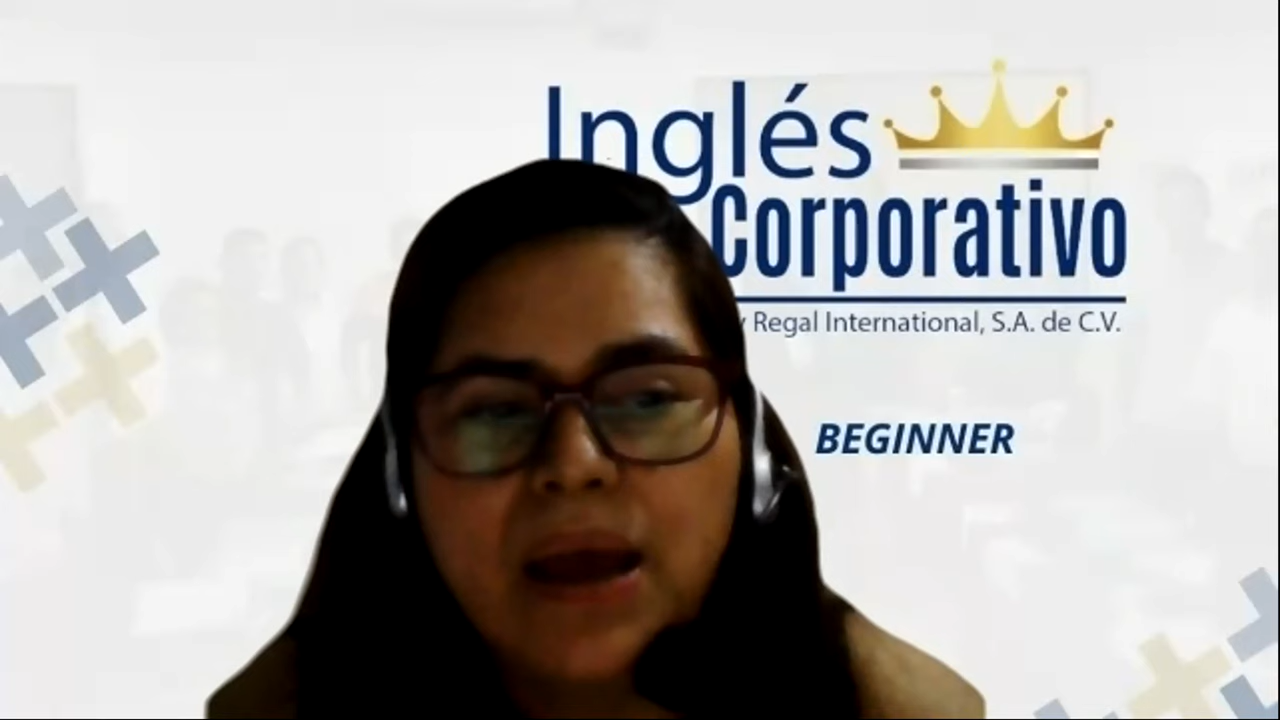 Inglés
Corporativo
y Regal International, S.A. de C.V.
BEGINNER